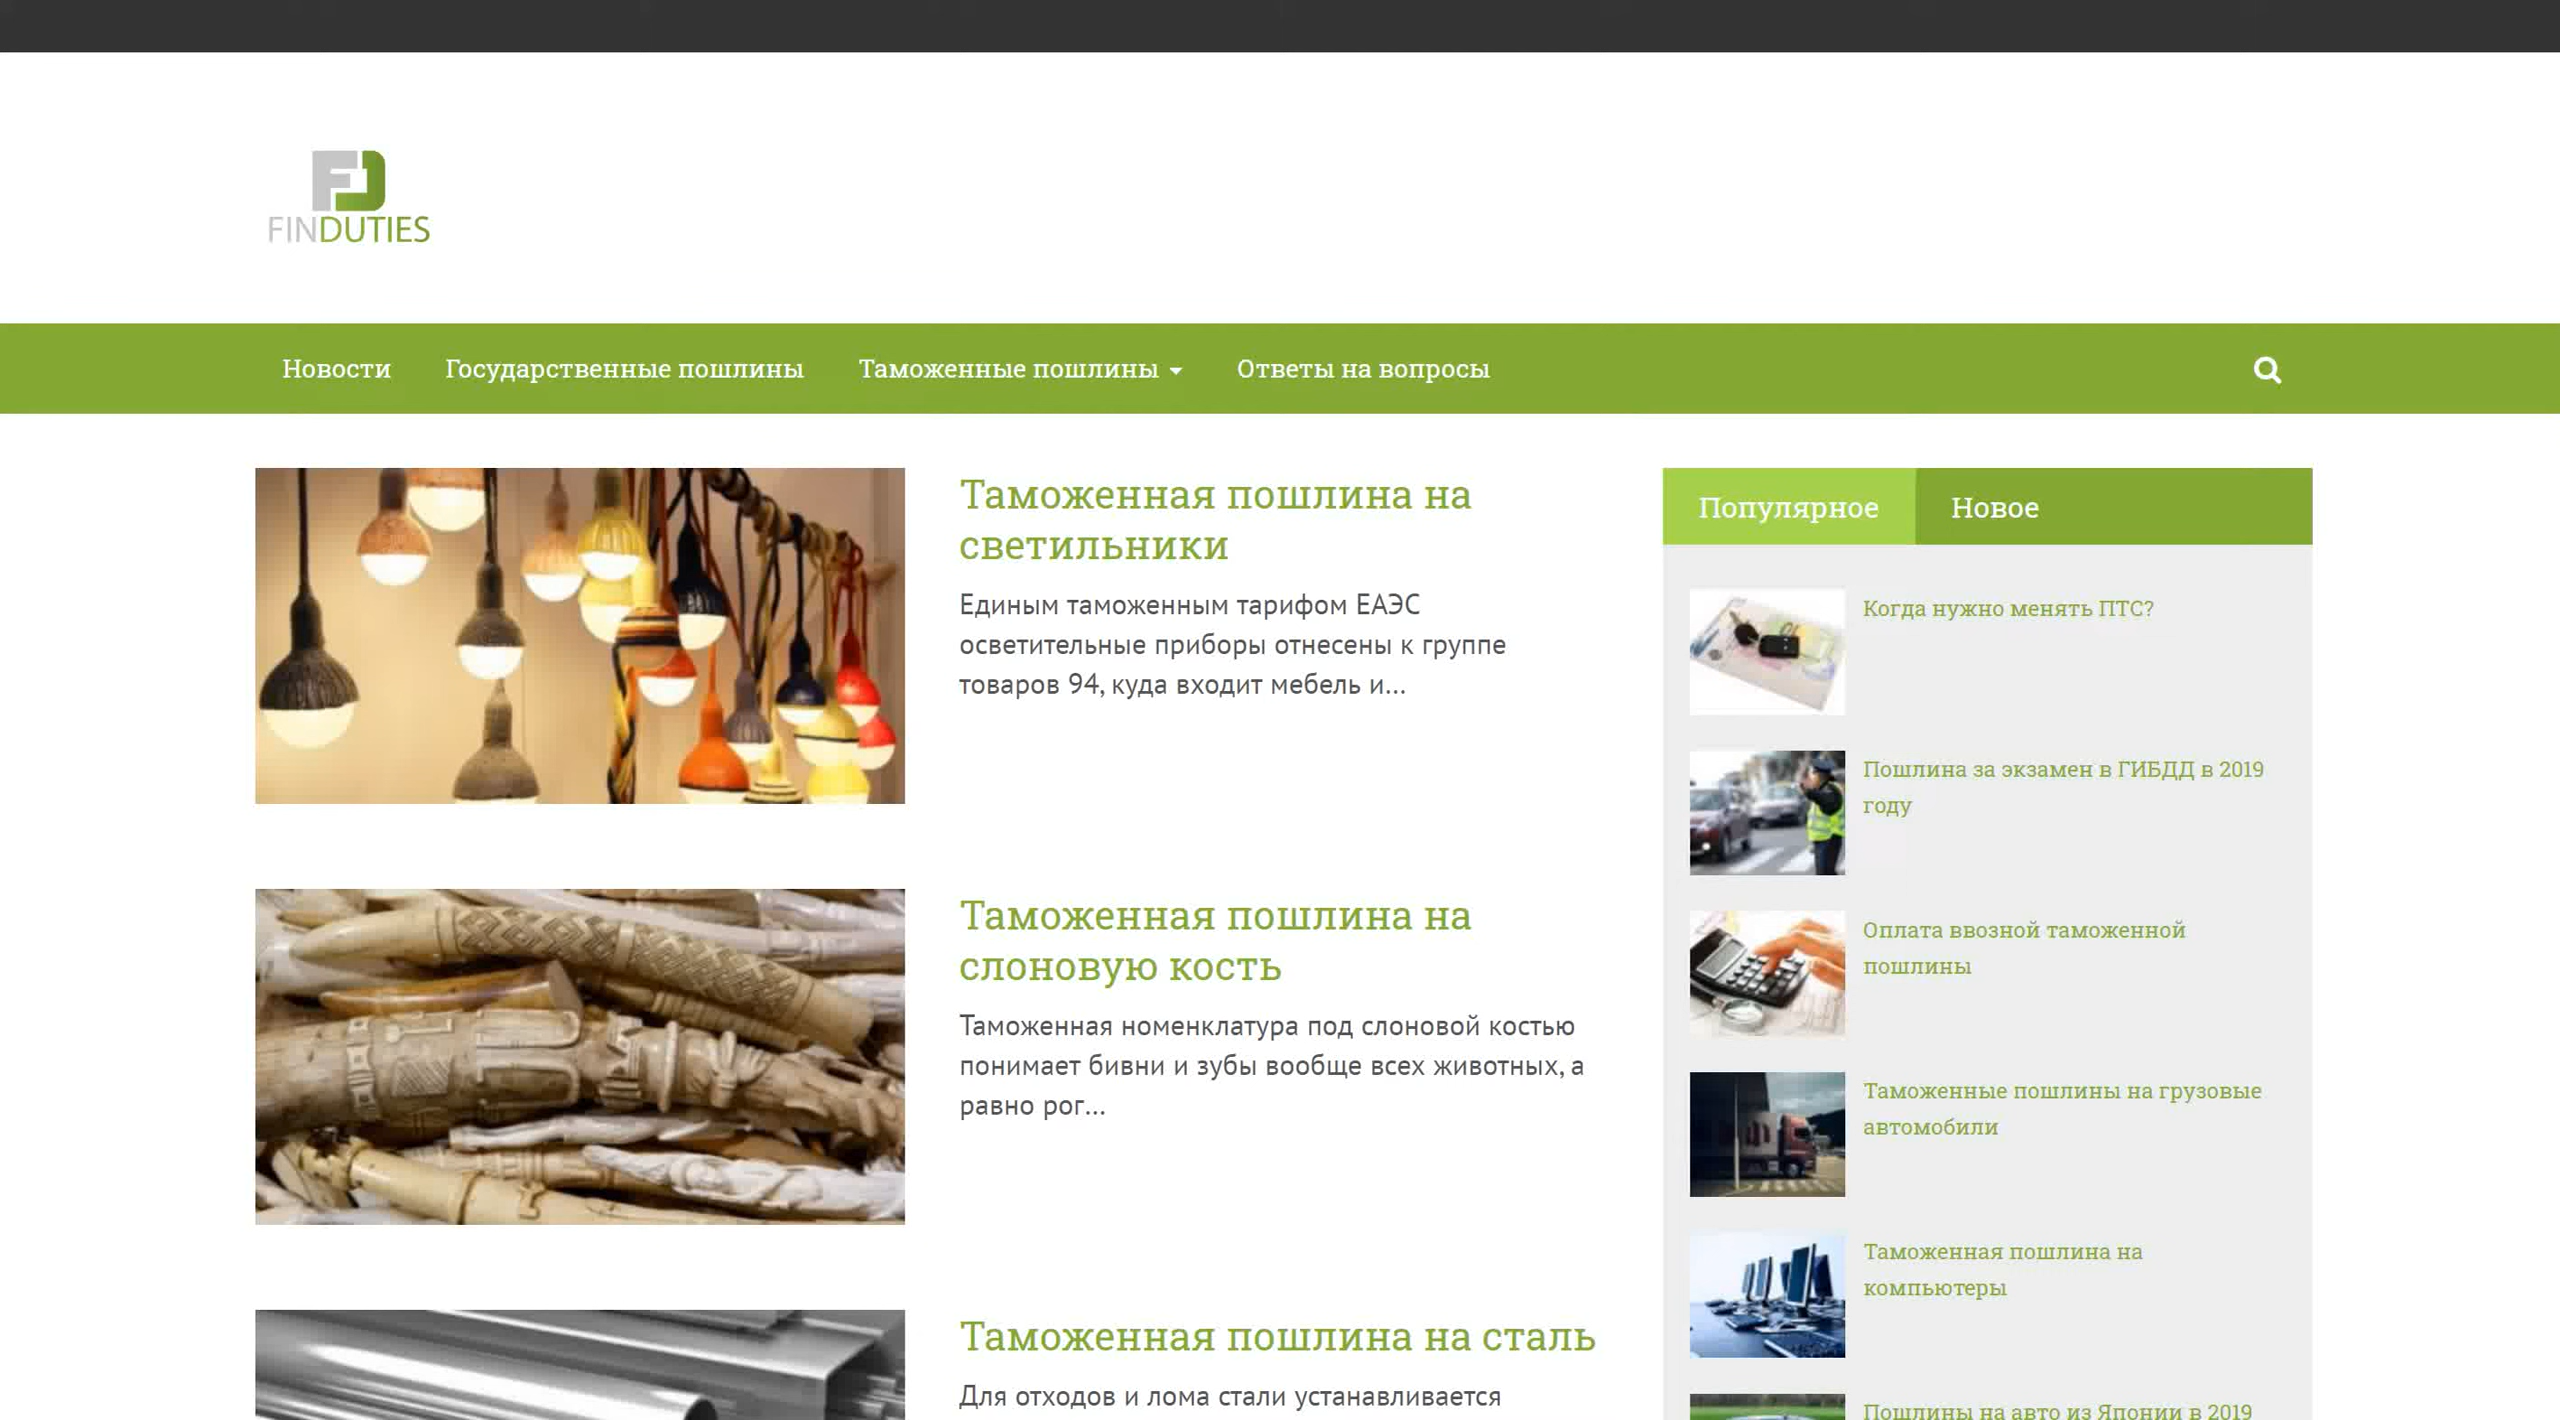 FINDUTIES
Новости
Государственные пошлины
Таможенные пошлины
Ответы на вопросы
Таможенная пошлина на
светильники
Единым таможенным тарифом ЕАЭС
осветительные приборы отнесены к группе
товаров 94, куда входит мебель и...
Таможенная пошлина на
слоновую кость
Таможенная номенклатура под слоновой костью
понимает бивни и зубы вообще всех животных, а
равно рог...
Таможенная пошлина на сталь
Для отходов и лома стали устанавливается
Популярное
Новое
Когда нужно менять ПТС?
Пошлина за экзамен в ГИБДД в 2019
году
Оплата ввозной таможенной
пошлины
Таможенные пошлины на грузовые
автомобили
Таможенная пошлина на
компьютеры
Пошлины на авто из Японии в 2019